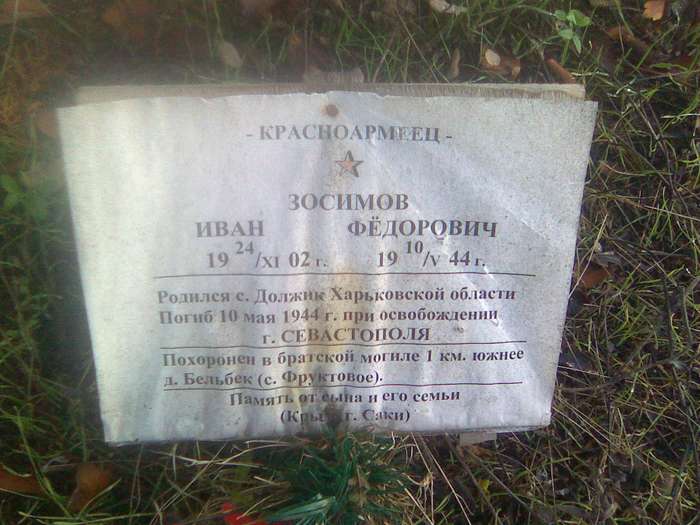 - КРАСНОАРМЕЕЦ -
ЗОСИМОВ
ИВАН ФЁДОРОВИЧ
19 24/XI 02 г. 19 10/V 44 г.
Родился с. Должик Харьковской области
Погиб 10 мая 1944 г. при освобождении
г. СЕВАСТОПОЛЯ
Похоронен в братской могиле 1 км. южнее
д. Бельбек (с. Фруктовое).
Память от сына и его семьи
(Крым г. Саки)